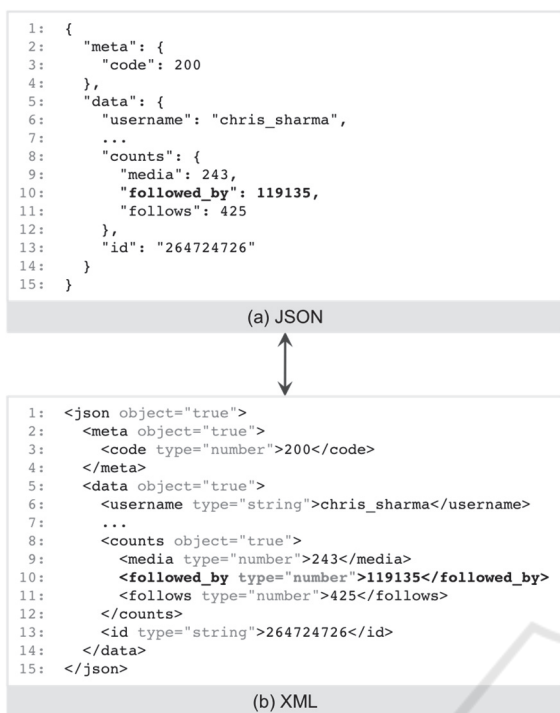 1: {
2:   "meta": {
3:     "code": 200
4:   },
5:   "data": {
6:     "username": "chris_sharma",
7:     ...
8:     "counts": {
9:       "media": 243,
10:       "followed_by": 119135,
11:       "follows": 425
12:     },
13:     "id": "264724726"
14:   }
15: }
(a) JSON
1: <json object="true">
2:   <meta object="true">
3:     <code type="number">200</code>
4:   </meta>
5:   <data object="true">
6:     <username type="string">chris_sharma</username>
7:     ...
8:     <counts object="true">
9:       <media type="number">243</media>
10:       <followed_by type="number">119135</followed_by>
11:       <follows type="number">425</follows>
12:     </counts>
13:     <id type="string">264724726</id>
14:   </data>
15: </json>
(b) XML